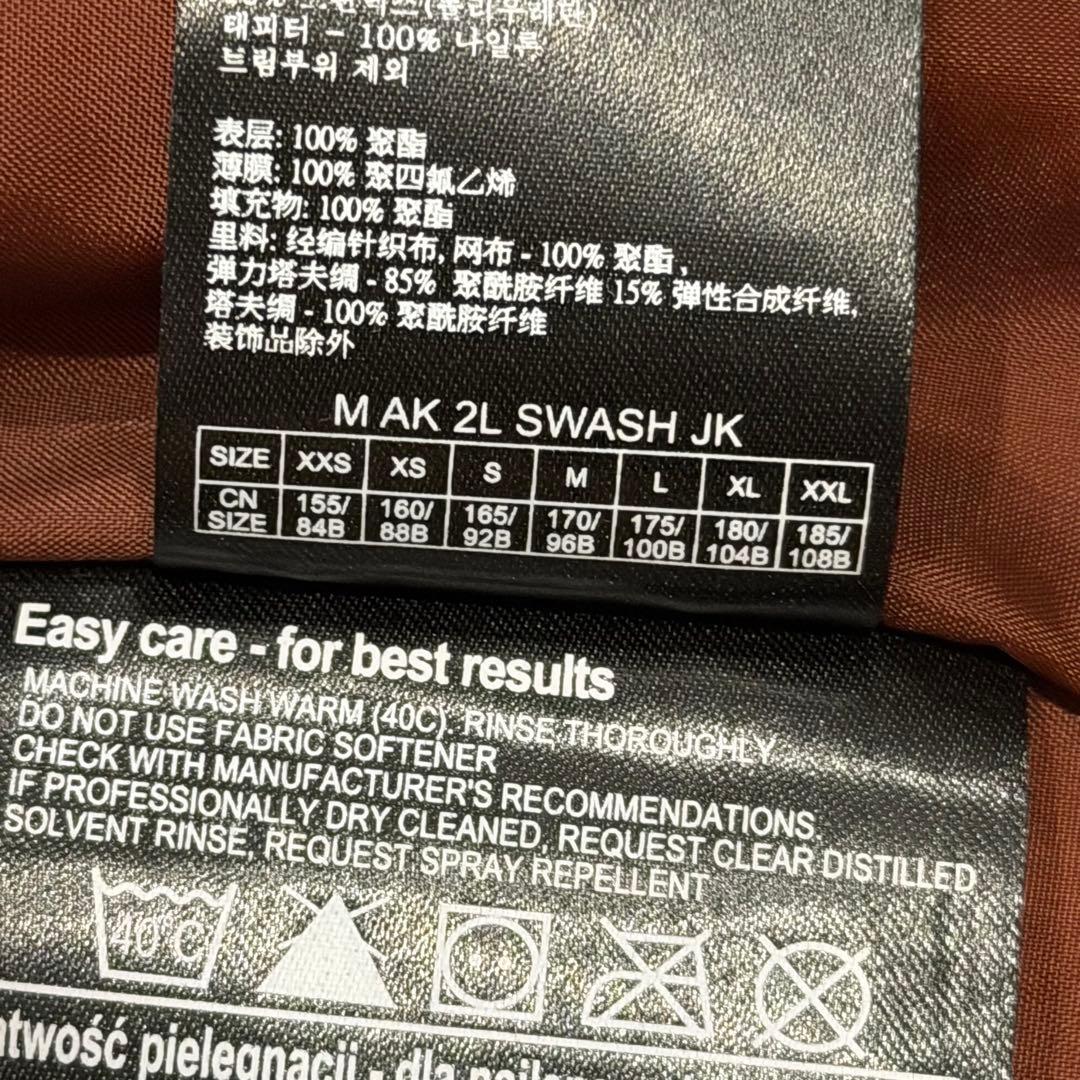 태피터 - 100% 나일론
트림부위 제외
表层: 100% 聚酯
薄膜: 100% 聚四氟乙烯
填充物: 100% 聚酯
里料: 经编针织布, 网布 - 100% 聚酯,
弹力塔夫绸 - 85% 聚酰胺纤维 15% 弹性合成纤维,
塔夫绸 - 100% 聚酰胺纤维
装饰品除外
M AK 2L SWASH JK
SIZE XXS XS S M L XL XXL
CN SIZE 155/84B 160/88B 165/92B 170/96B 175/100B 180/104B 185/108B
Easy care - for best results
MACHINE WASH WARM (40C). RINSE THOROUGHLY
DO NOT USE FABRIC SOFTENER
CHECK WITH MANUFACTURER'S RECOMMENDATIONS.
IF PROFESSIONALLY DRY CLEANED, REQUEST CLEAR DISTILLED
SOLVENT RINSE, REQUEST SPRAY REPELLENT
40°C
pielęgnacji - dla